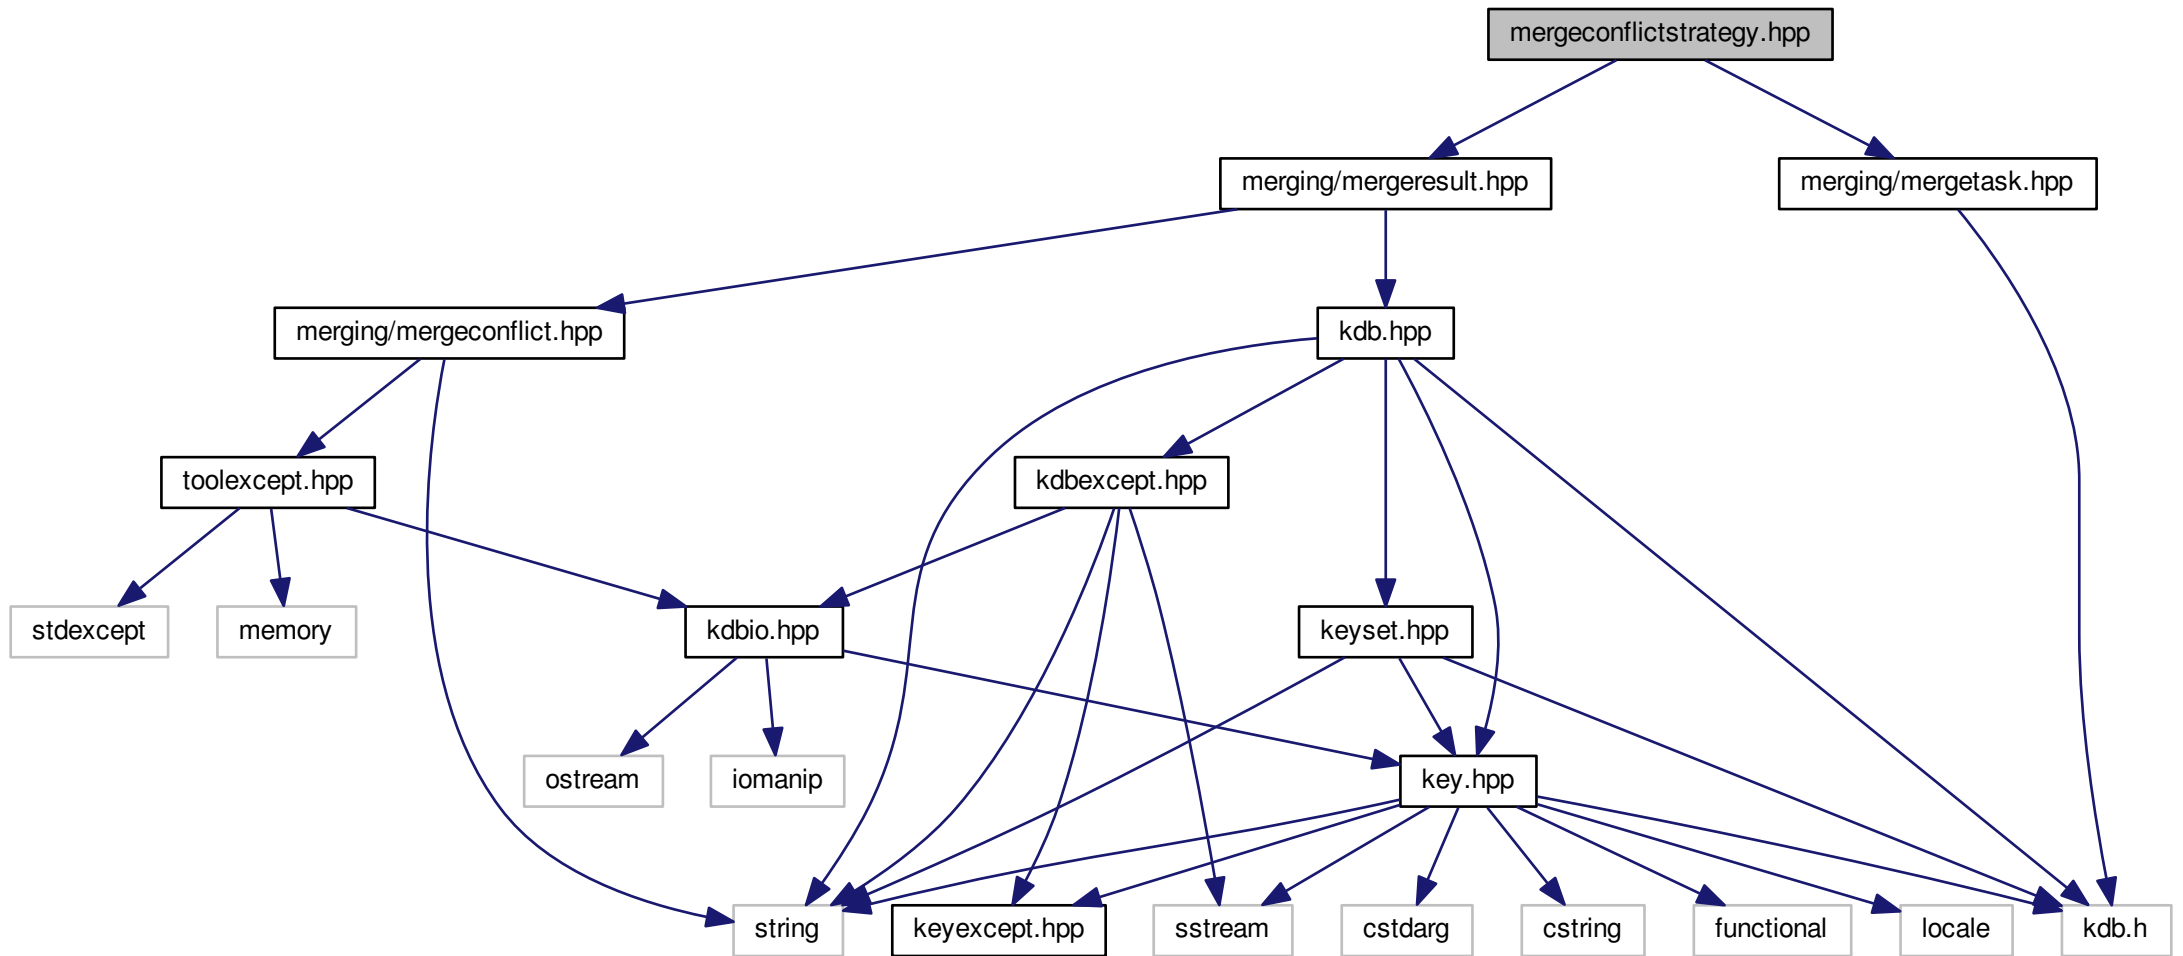 mergeconflictstrategy.hpp
merging/mergeresult.hpp
merging/mergetask.hpp
merging/mergeconflict.hpp
kdb.hpp
toolexcept.hpp
kdbexcept.hpp
stdexcept
memory
kdbio.hpp
keyset.hpp
ostream
iomanip
key.hpp
string
keyexcept.hpp
sstream
cstdarg
cstring
functional
locale
kdb.h